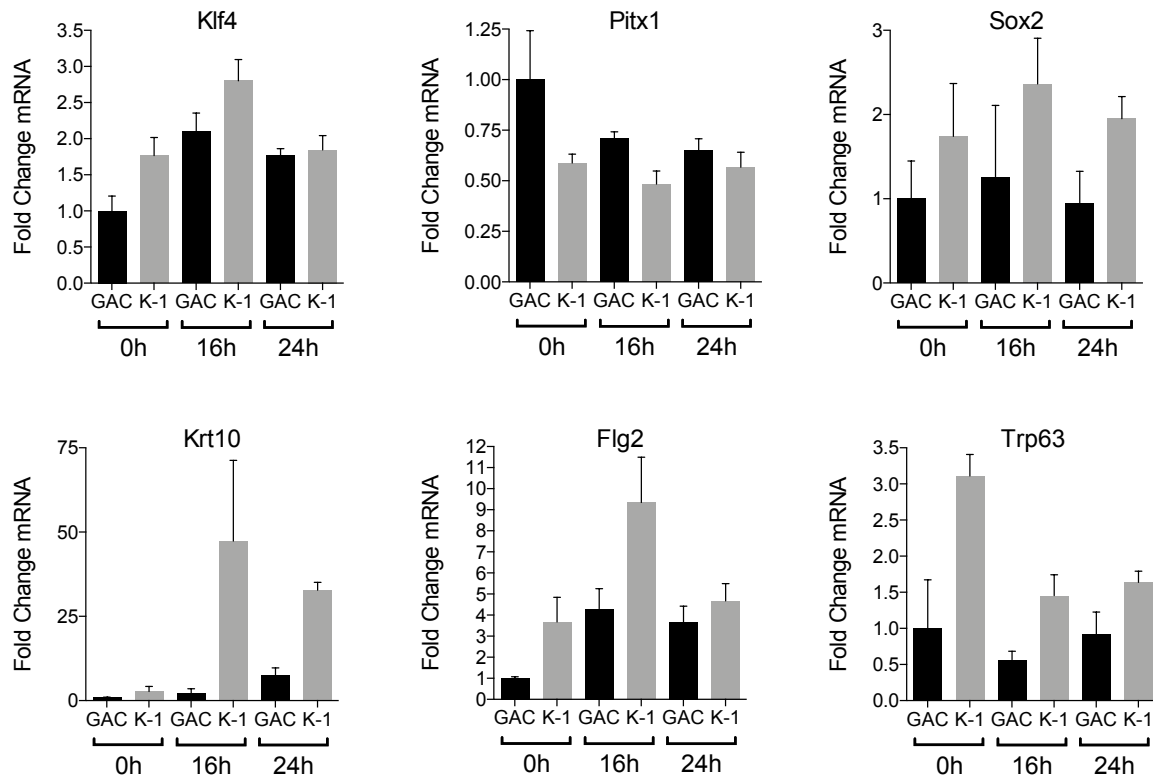 Klf4
Fold Change mRNA
3.5
3.0
2.5
2.0
1.5
1.0
0.5
0.0
GAC K-1 GAC K-1 GAC K-1
0h 16h 24h
Pitx1
Fold Change mRNA
1.25
1.00
0.75
0.50
0.25
0.00
GAC K-1 GAC K-1 GAC K-1
0h 16h 24h
Sox2
Fold Change mRNA
3
2
1
0
GAC K-1 GAC K-1 GAC K-1
0h 16h 24h
Krt10
Fold Change mRNA
75
50
25
0
GAC K-1 GAC K-1 GAC K-1
0h 16h 24h
Flg2
Fold Change mRNA
12
11
10
9
8
7
6
5
4
3
2
1
0
GAC K-1 GAC K-1 GAC K-1
0h 16h 24h
Trp63
Fold Change mRNA
3.5
3.0
2.5
2.0
1.5
1.0
0.5
0.0
GAC K-1 GAC K-1 GAC K-1
0h 16h 24h